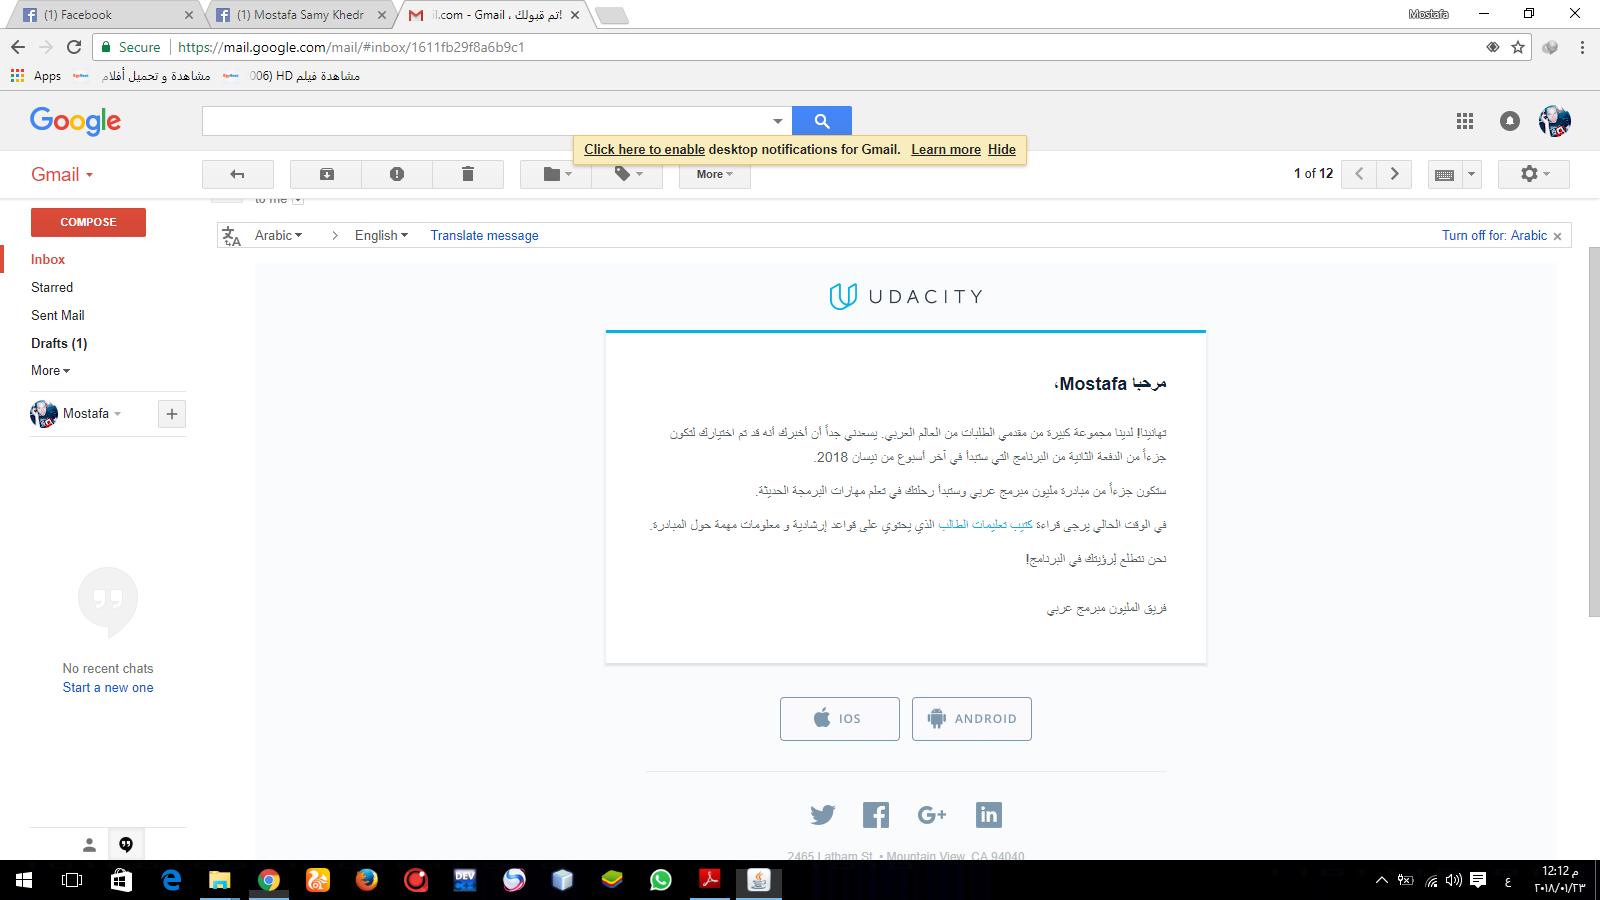 (1) Facebook
(1) Mostafa Samy Khedr
تم قبولك ، il.com - Gmail!
Mostafa
Secure
https://mail.google.com/mail/#inbox/1611fb29f8a6b9c1
Apps
مشاهدة و تحميل أفلام
مشاهدة فيلم 006) HD
Google
Click here to enable desktop notifications for Gmail. Learn more Hide
Gmail
More
1 of 12
COMPOSE
to me
Arabic > English Translate message
Turn off for: Arabic
Inbox
Starred
Sent Mail
Drafts (1)
More
Mostafa
No recent chats
Start a new one
UDACITY
مرحبا Mostafa،
تهانينا! لدينا مجموعة كبيرة من مقدمي الطلبات من العالم العربي. يسعدني جداً أن أخبرك أنه قد تم اختيارك لتكون
جزءاً من الدفعة الثانية من البرنامج التي ستبدأ في آخر أسبوع من نيسان 2018.
ستكون جزءاً من مبادرة مليون مبرمج عربي وستبدأ رحلتك في تعلم مهارات البرمجة الحديثة.
في الوقت الحالي يرجى قراءة كتيب تعليمات الطالب الذي يحتوي على قواعد إرشادية و معلومات مهمة حول المبادرة.
نحن نتطلع لرؤيتك في البرنامج!
فريق المليون مبرمج عربي
IOS
ANDROID
2465 Latham St. • Mountain View, CA 94040
DEV
ع
12:12 م
٢٠١٨/٠١/٢٣